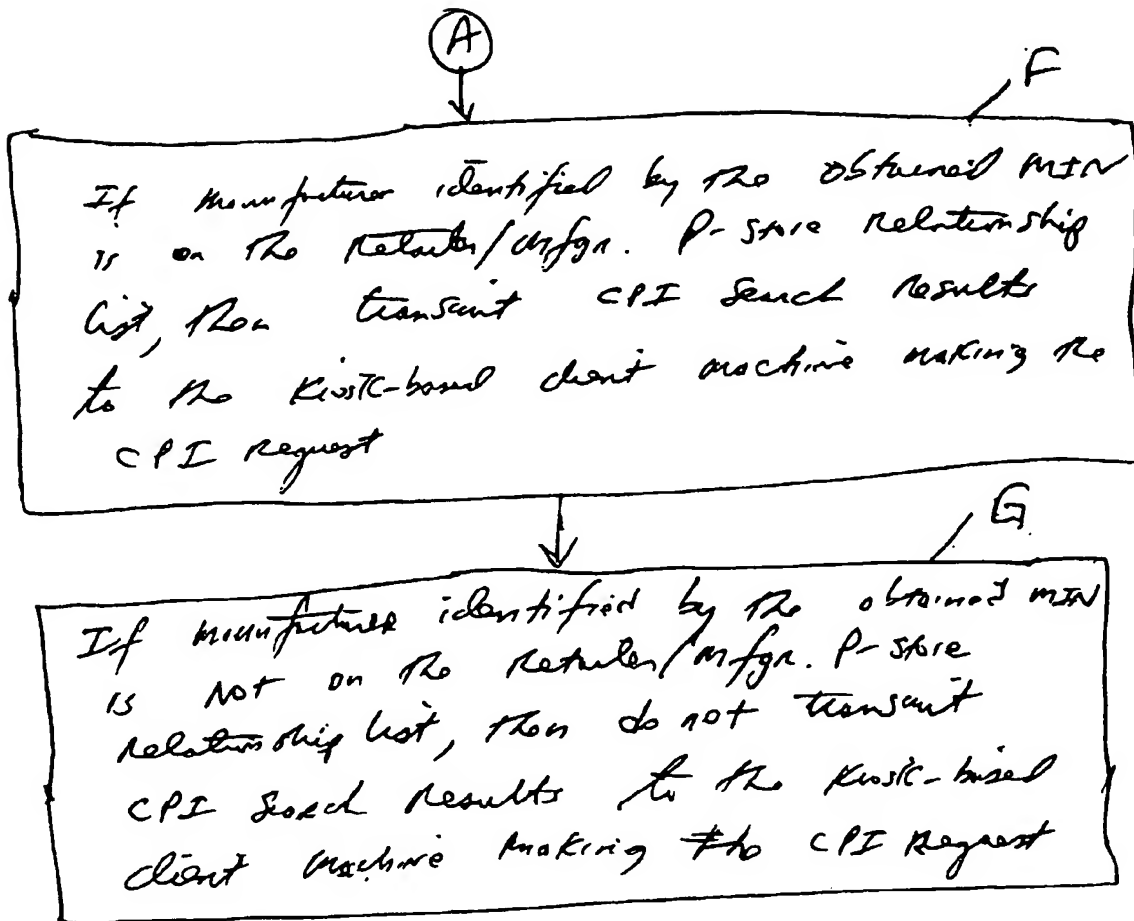 A
F
If manufacturer identified by the obtained MIN
is on the Retailer/Mfgr. P-store Relationship
list, then transmit CPI Search Results
to the Kiosk-based client machine making the
CPI Request
G
If manufacturer identified by the obtained MIN
is Not on the Retailer/Mfgr. P-store
Relationship list, then do not transmit
CPI Search Results to the Kiosk-based
client machine making the CPI Request